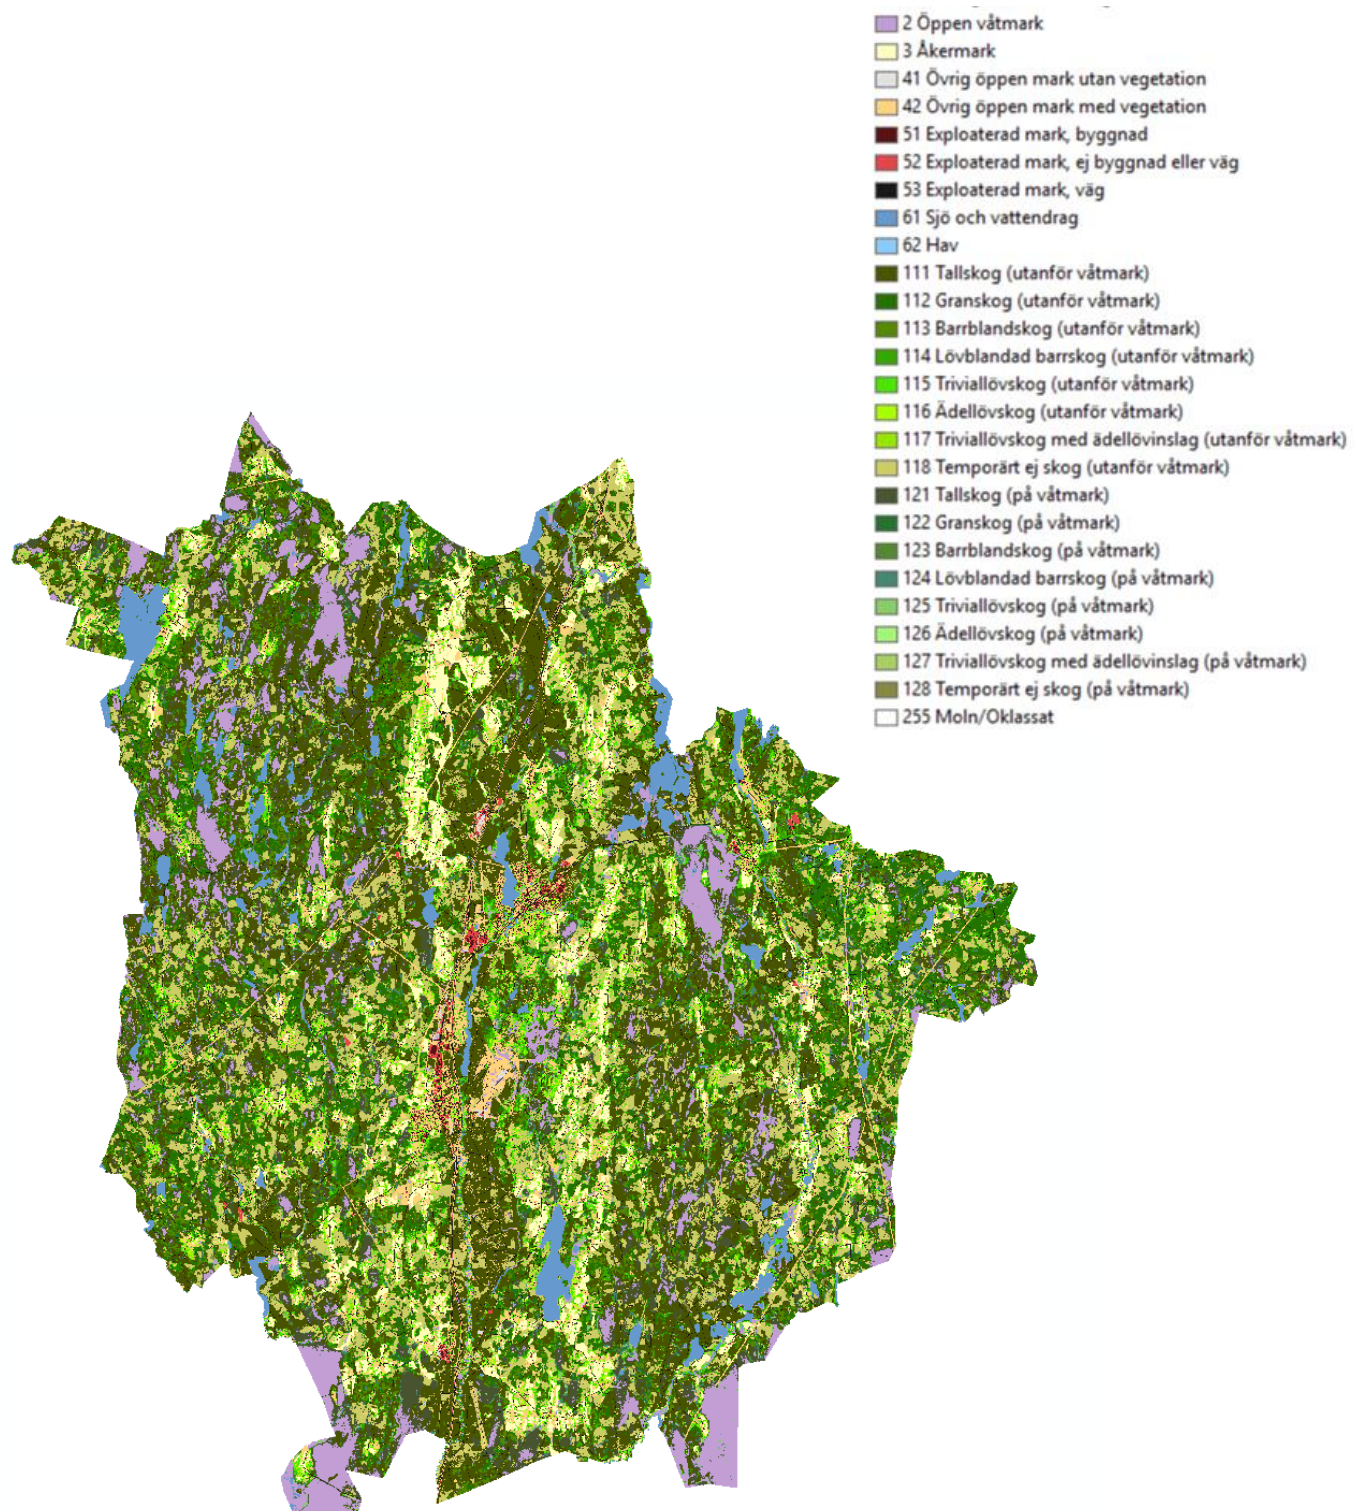 2 Öppen våtmark
3 Åkermark
41 Övrig öppen mark utan vegetation
42 Övrig öppen mark med vegetation
51 Exploaterad mark, byggnad
52 Exploaterad mark, ej byggnad eller väg
53 Exploaterad mark, väg
61 Sjö och vattendrag
62 Hav
111 Tallskog (utanför våtmark)
112 Granskog (utanför våtmark)
113 Barrblandskog (utanför våtmark)
114 Lövblandad barrskog (utanför våtmark)
115 Triviallövskog (utanför våtmark)
116 Ädellövskog (utanför våtmark)
117 Triviallövskog med ädellövinslag (utanför våtmark)
118 Temporärt ej skog (utanför våtmark)
121 Tallskog (på våtmark)
122 Granskog (på våtmark)
123 Barrblandskog (på våtmark)
124 Lövblandad barrskog (på våtmark)
125 Triviallövskog (på våtmark)
126 Ädellövskog (på våtmark)
127 Triviallövskog med ädellövinslag (på våtmark)
128 Temporärt ej skog (på våtmark)
255 Moln/Oklassat